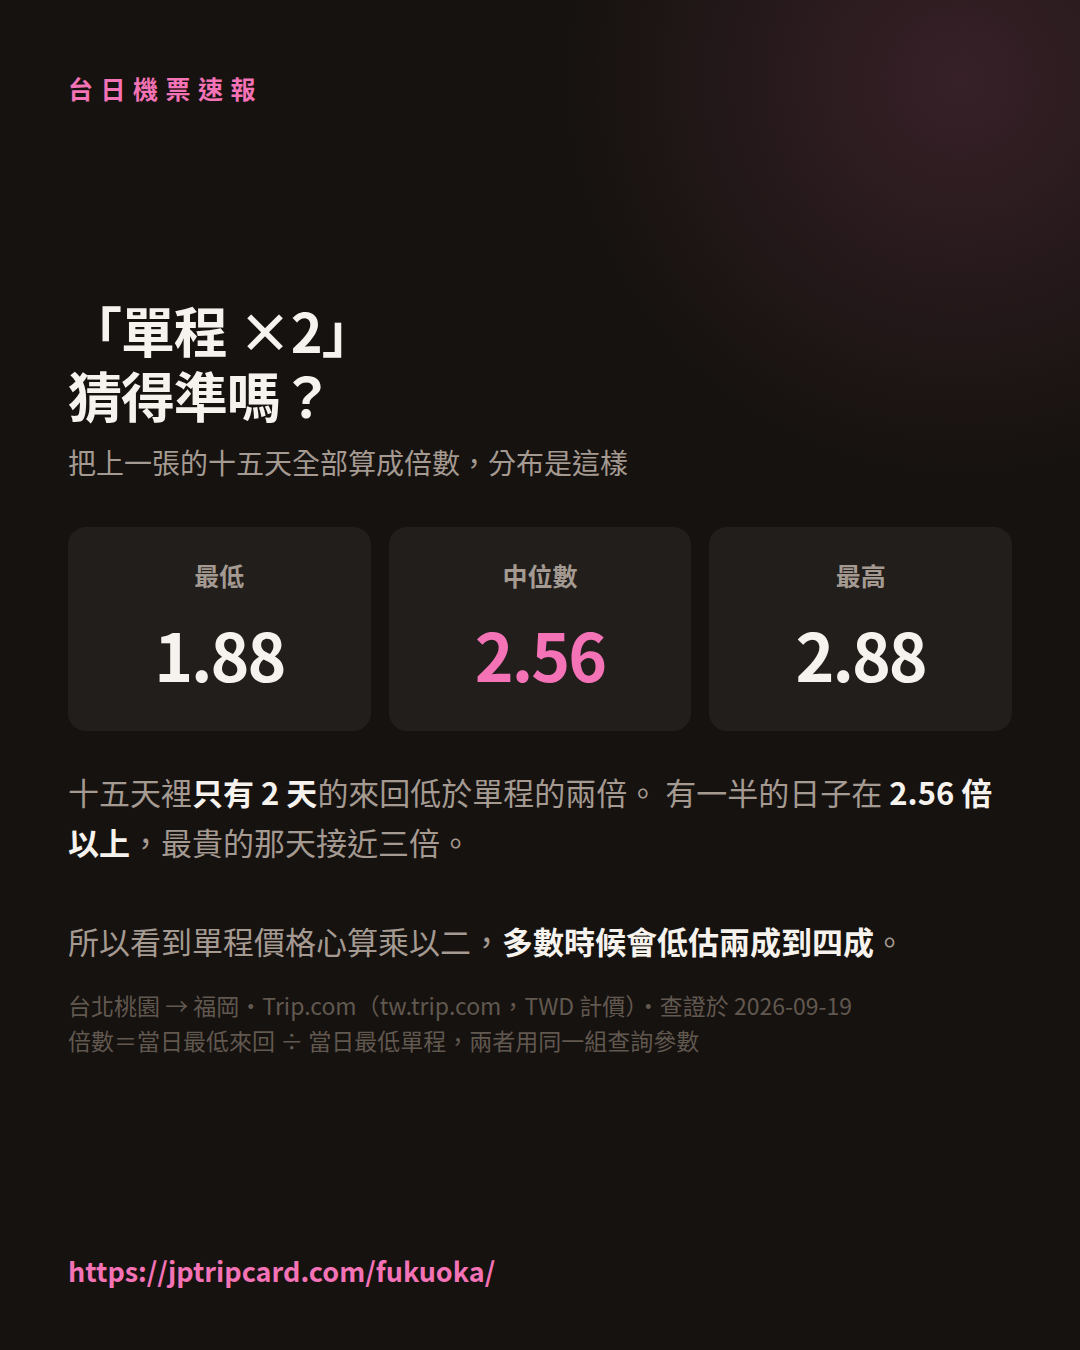 台日機票速報
「單程 ×2」
猜得準嗎？
把上一張的十五天全部算成倍數，分布是這樣
最低
中位數
最高
1.88
2.56
2.88
十五天裡只有 2 天的來回低於單程的兩倍。 有一半的日子在 2.56 倍
以上，最貴的那天接近三倍。
所以看到單程價格心算乘以二，多數時候會低估兩成到四成。
台北桃園 → 福岡・Trip.com（tw.trip.com，TWD 計價）・查證於 2026-09-19
倍數＝當日最低來回 ÷ 當日最低單程，兩者用同一組查詢參數
https://jptripcard.com/fukuoka/